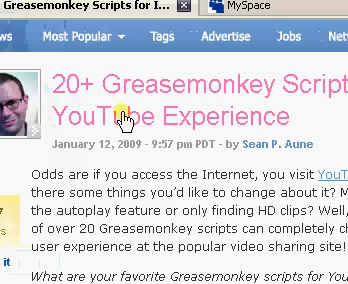 Greasemonkey Scripts for I...
MySpace
ws Most Popular Tags Advertise Jobs Net
20+ Greasemonkey Script
YouTube Experience
January 12, 2009 - 9:57 pm PDT - by Sean P. Aune
Odds are if you access the Internet, you visit YouT
there some things you'd like to change about it? M
the autoplay feature or only finding HD clips? Well,
of over 20 Greasemonkey scripts can completely ch
user experience at the popular video sharing site!
it
What are your favorite Greasemonkey scripts for You